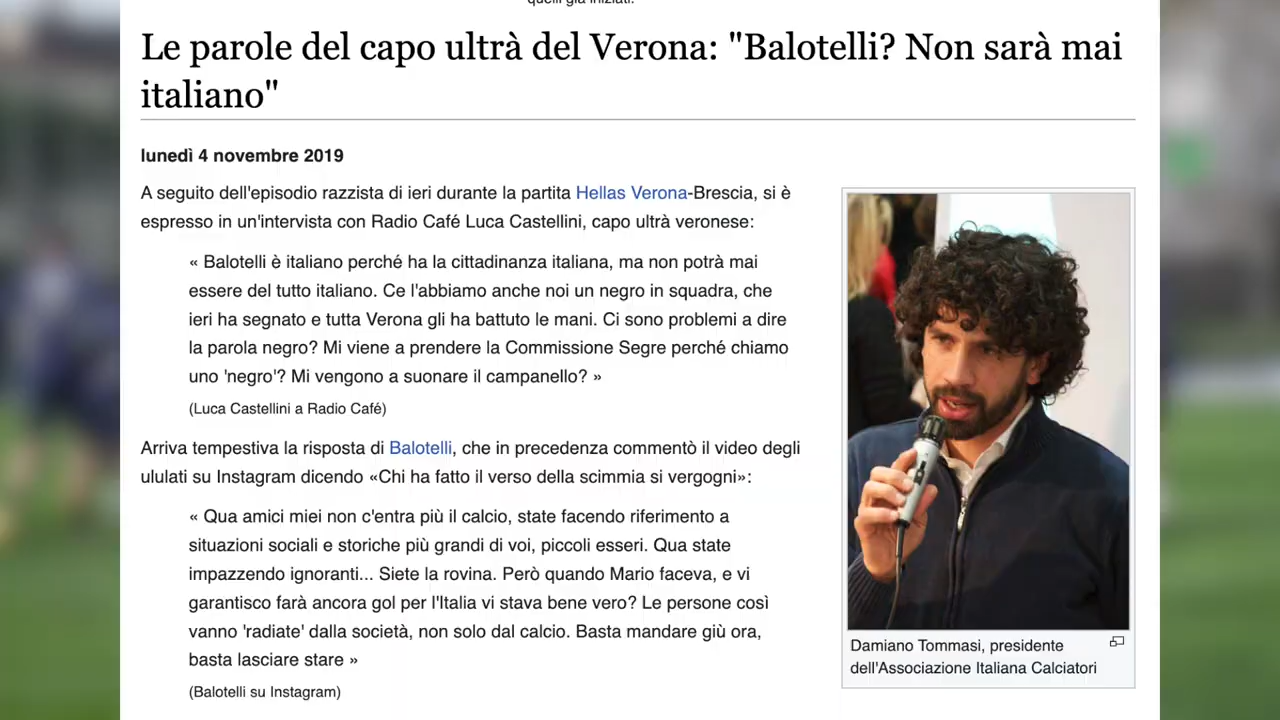 quelli già iniziati.
Le parole del capo ultrà del Verona: "Balotelli? Non sarà mai
italiano"
lunedì 4 novembre 2019
A seguito dell'episodio razzista di ieri durante la partita Hellas Verona-Brescia, si è
espresso in un'intervista con Radio Café Luca Castellini, capo ultrà veronese:
« Balotelli è italiano perché ha la cittadinanza italiana, ma non potrà mai
essere del tutto italiano. Ce l'abbiamo anche noi un negro in squadra, che
ieri ha segnato e tutta Verona gli ha battuto le mani. Ci sono problemi a dire
la parola negro? Mi viene a prendere la Commissione Segre perché chiamo
uno 'negro'? Mi vengono a suonare il campanello? »
(Luca Castellini a Radio Café)
Arriva tempestiva la risposta di Balotelli, che in precedenza commentò il video degli
ululati su Instagram dicendo «Chi ha fatto il verso della scimmia si vergogni»:
« Qua amici miei non c'entra più il calcio, state facendo riferimento a
situazioni sociali e storiche più grandi di voi, piccoli esseri. Qua state
impazzendo ignoranti... Siete la rovina. Però quando Mario faceva, e vi
garantisco farà ancora gol per l'Italia vi stava bene vero? Le persone così
vanno 'radiate' dalla società, non solo dal calcio. Basta mandare giù ora,
basta lasciare stare »
(Balotelli su Instagram)
Damiano Tommasi, presidente
dell'Associazione Italiana Calciatori